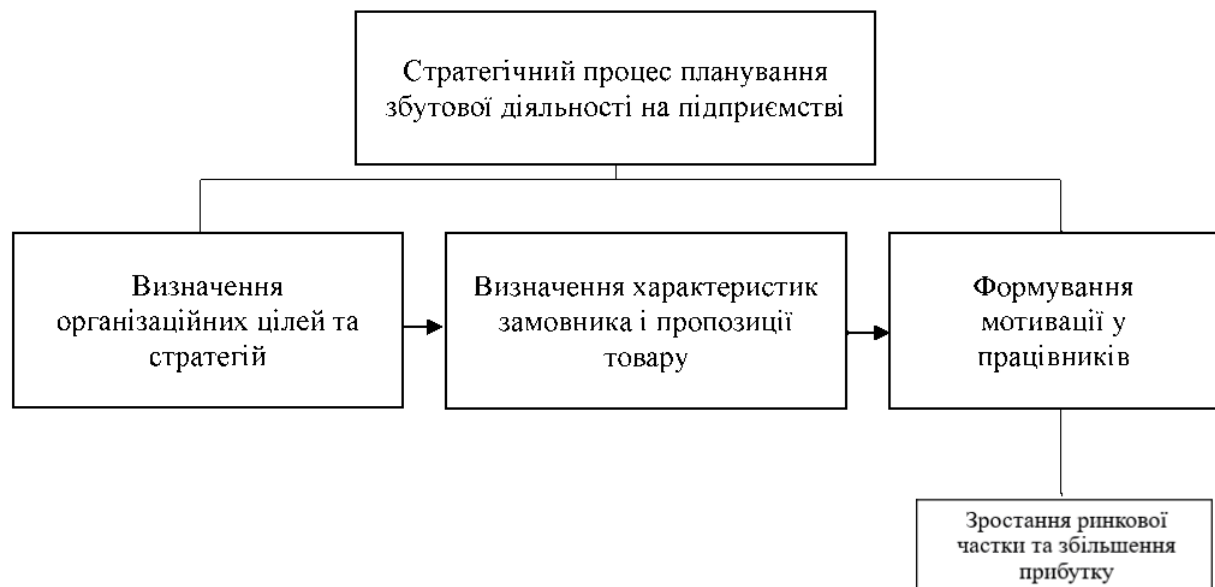 Стратегічний процес планування
збутової діяльності на підприємстві
Визначення
організаційних цілей та
стратегій
Визначення характеристик
замовника і пропозиції
товару
Формування
мотивації у
працівників
Зростання ринкової
частки та збільшення
прибутку